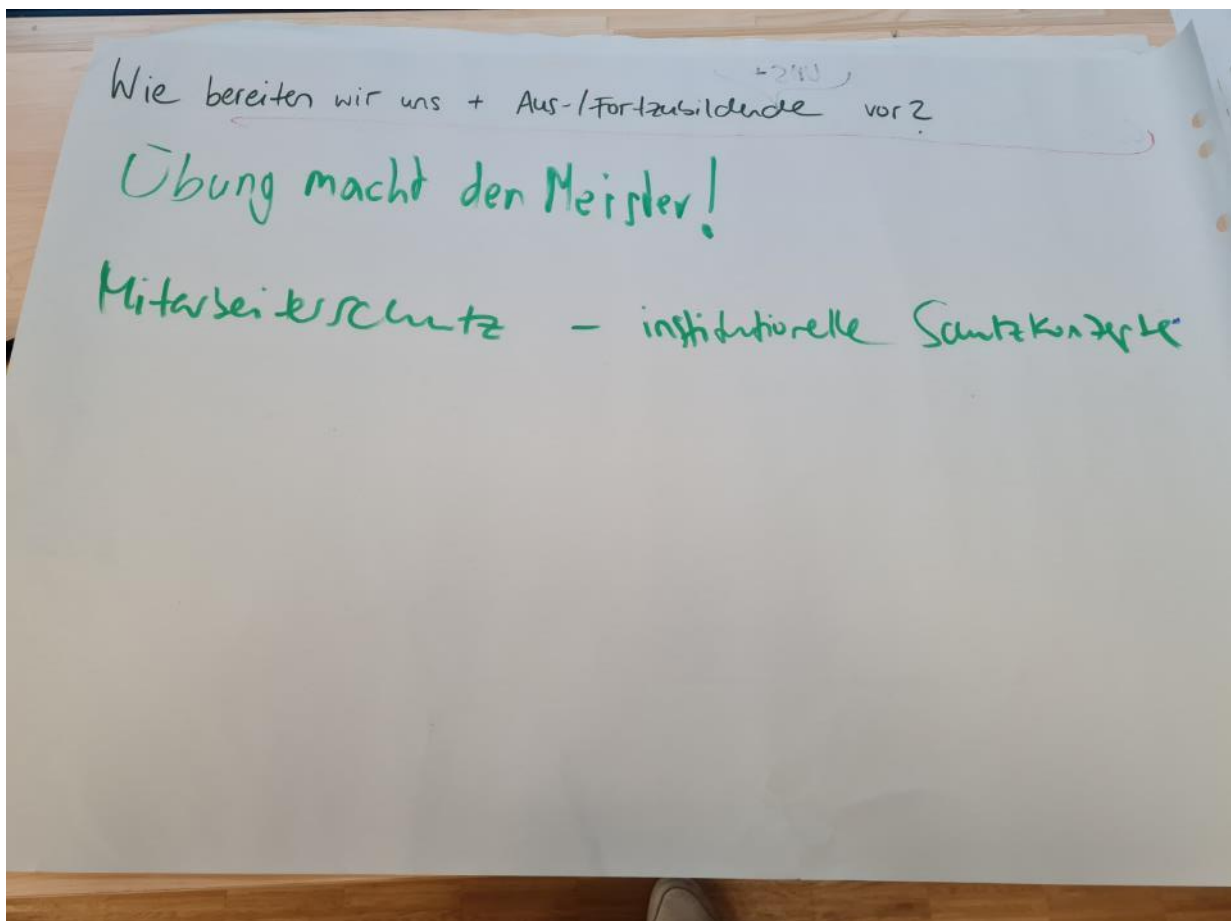 Wie bereiten wir uns + Aus-/Fortzubildende vor?
Übung macht den Meister!
Mitarbeiterschutz – institutionelle Schutzkonzepte